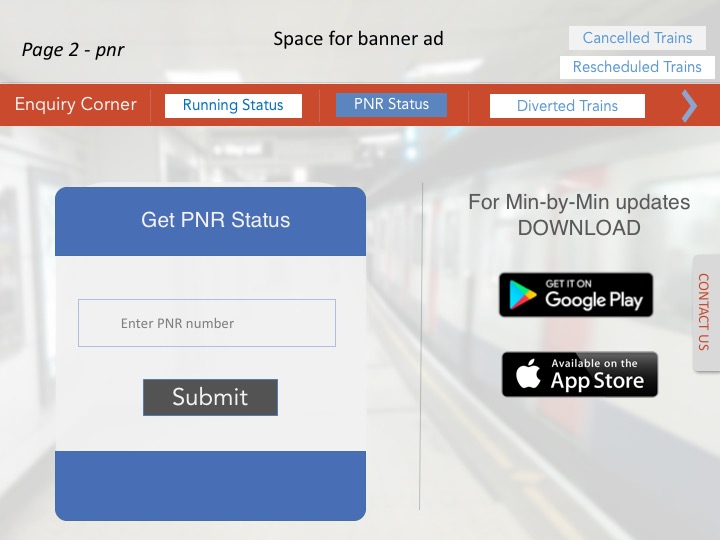 Page 2 - pnr
Space for banner ad
Cancelled Trains
Rescheduled Trains
Enquiry Corner
Running Status
PNR Status
Diverted Trains
Get PNR Status
Enter PNR number
Submit
For Min-by-Min updates
DOWNLOAD
GET IT ON
Google Play
Available on the
App Store
CONTACT US